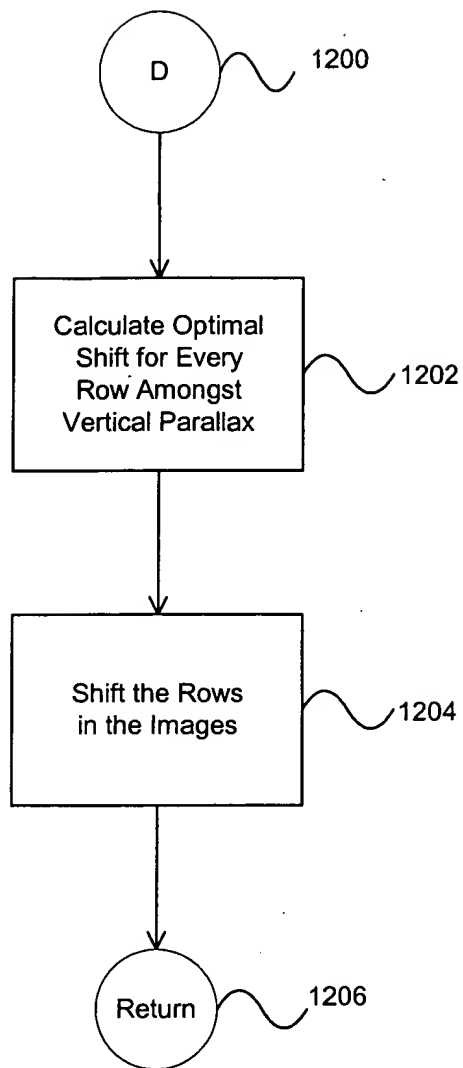 D
1200
Calculate Optimal
Shift for Every
Row Amongst
Vertical Parallax
1202
Shift the Rows
in the Images
1204
Return
1206